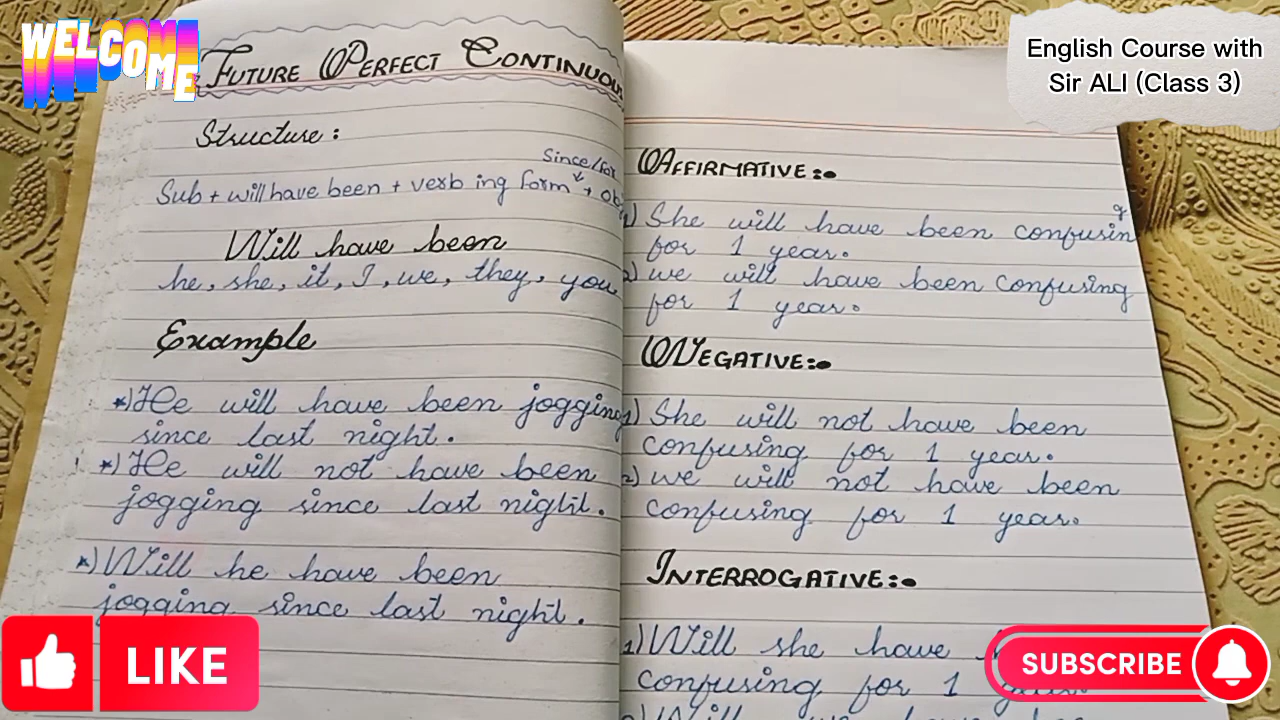 WELCOME
English Course with
Sir ALI (Class 3)
FUTURE PERFECT CONTINUOU
Structure:
Since/for
Sub + will have been + verb ing form + ob
Will have been
he, she, it, I, we, they, you
Example
*) He will have been jogging
since last night.
*) He will not have been
jogging since last night.
*) Will he have been
jogging since last night.
AFFIRMATIVE:
1) She will have been confusing
for 1 year.
2) we will have been confusing
for 1 year.
NEGATIVE:
1) She will not have been
confusing for 1 year.
2) we will not have been
confusing for 1 year.
INTERROGATIVE:
1) Will she have
confusing for 1 year.
LIKE
SUBSCRIBE